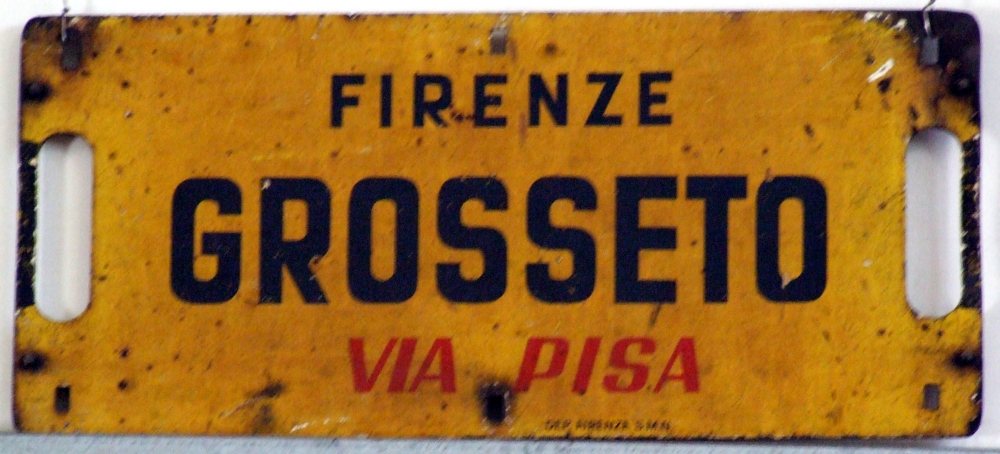 FIRENZE
GROSSETO
VIA PISA
DEP. FIRENZE S.M.N.